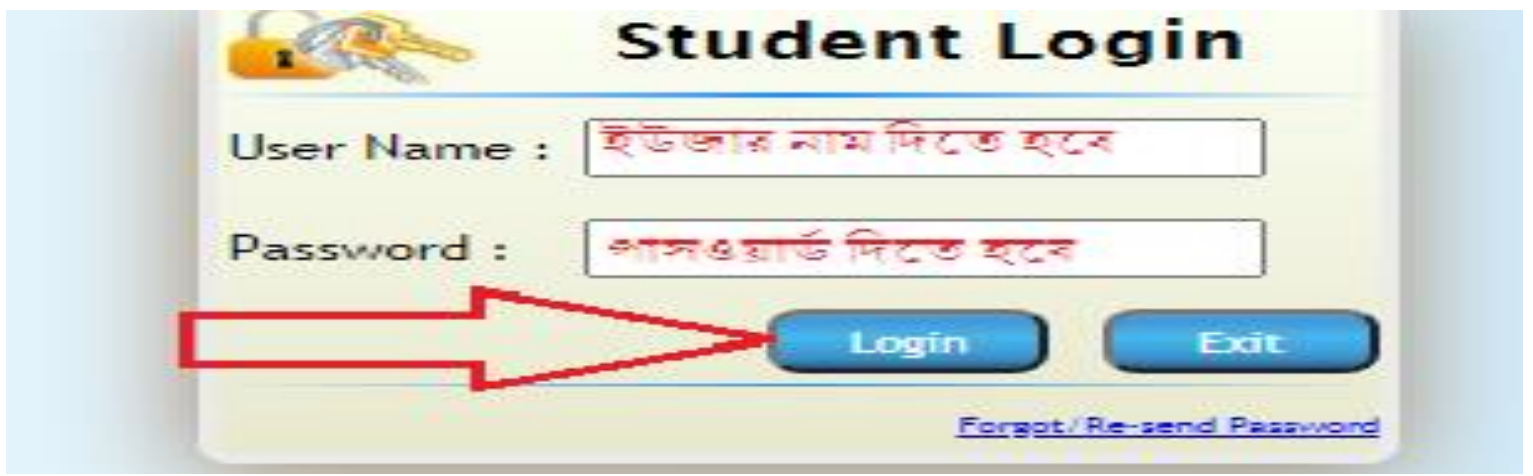 Student Login
User Name : ইউজার নাম দিতে হবে
Password : পাসওয়ার্ড দিতে হবে
Login Exit
Forgot/Re-send Password